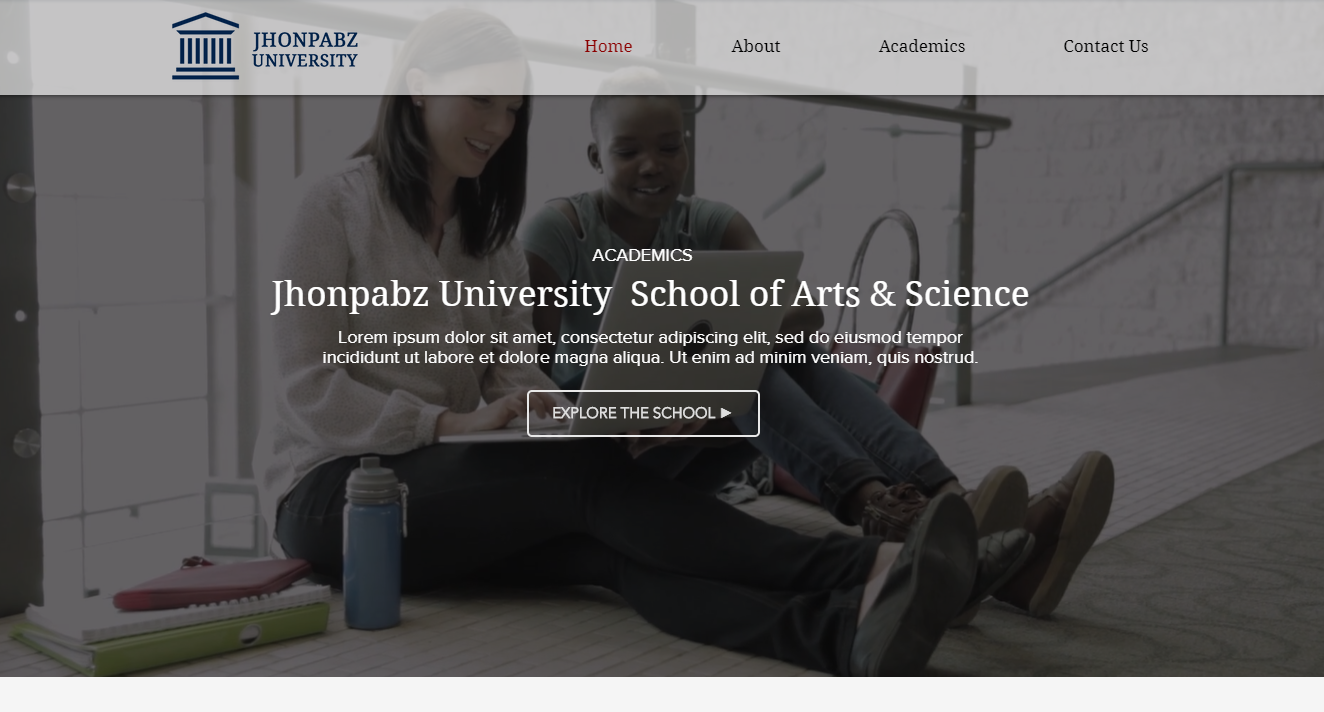 JHONPABZ
UNIVERSITY
Home About Academics Contact Us
ACADEMICS
Jhonpabz University School of Arts & Science
Lorem ipsum dolor sit amet, consectetur adipiscing elit, sed do eiusmod tempor
incididunt ut labore et dolore magna aliqua. Ut enim ad minim veniam, quis nostrud.
EXPLORE THE SCHOOL ►